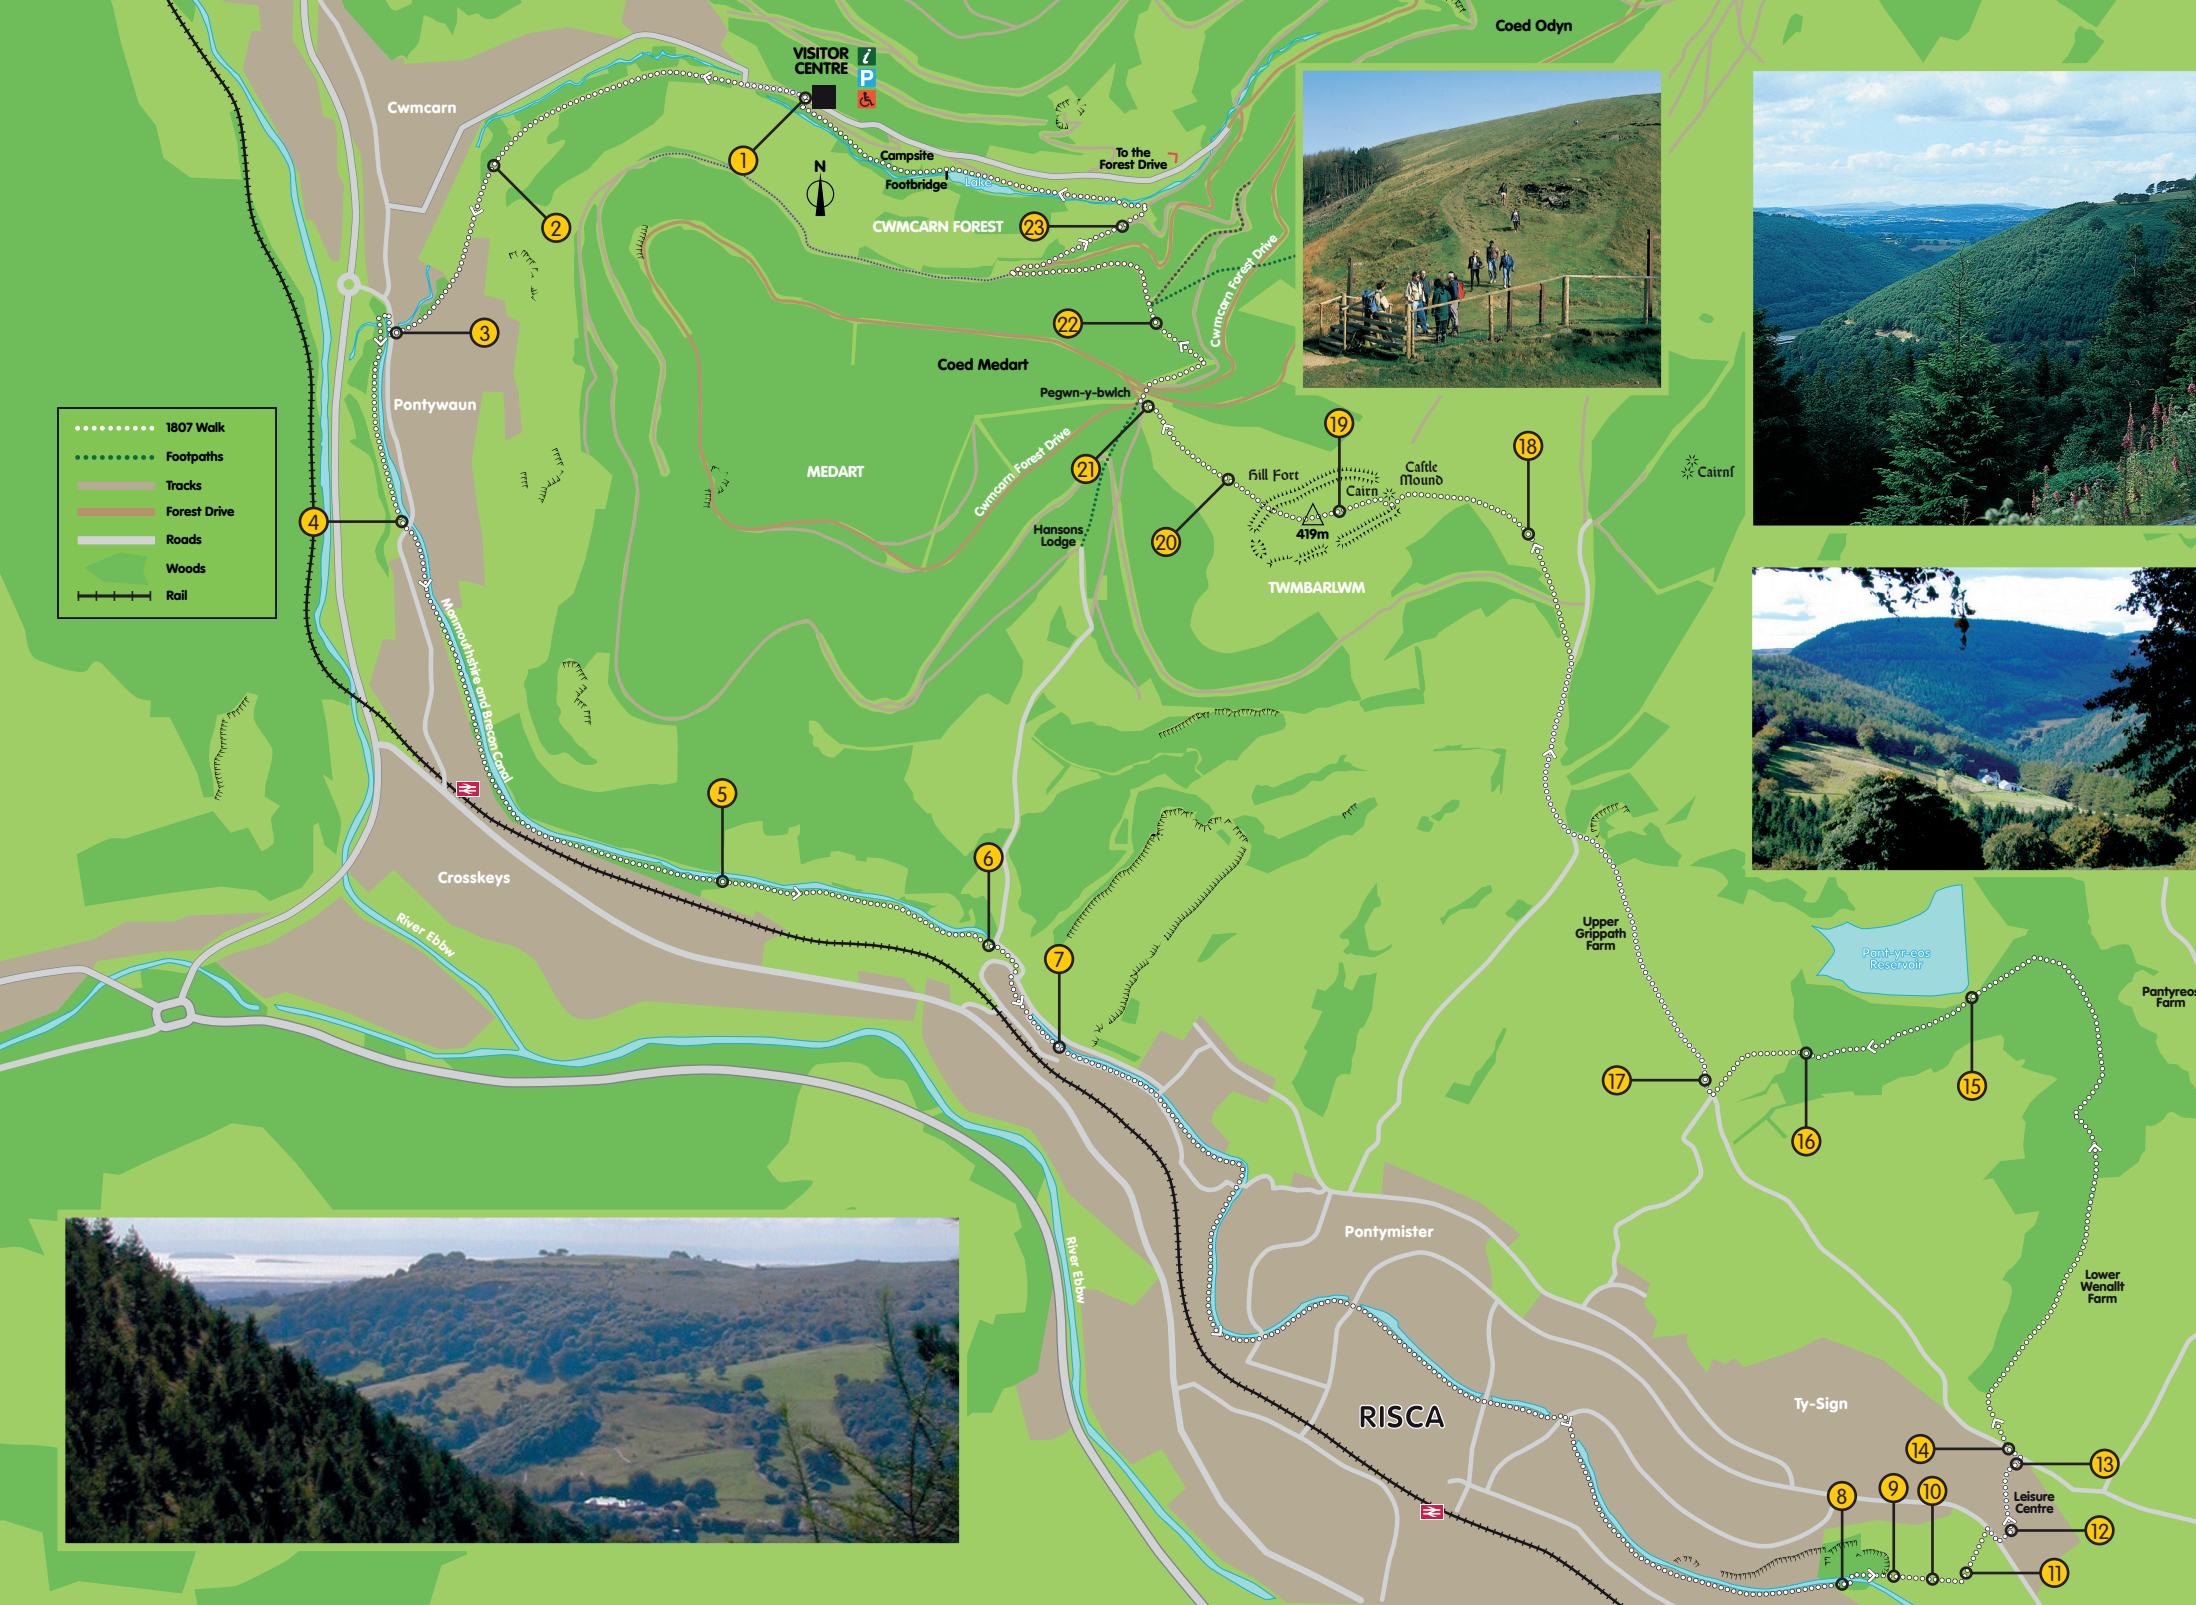 Coed Odyn
VISITOR
CENTRE
i
P
Cwmcarn
1
N
Campsite
Footbridge
Lake
To the
Forest Drive
2
CWMCARN FOREST
23
Cwmcarn Forest Drive
3
22
Coed Medart
Pegwn-y-bwlch
Pontywaun
1807 Walk
Footpaths
Tracks
Forest Drive
Roads
Woods
Rail
4
MEDART
Cwmcarn Forest Drive
21
19
18
Hill Fort
Cairn
Castle
Mound
Cairns
419m
20
Hansons
Lodge
TWMBARLWM
Monmouthshire and Brecon Canal
5
6
7
Crosskeys
River Ebbw
Upper
Grippath
Farm
Pant-yr-eos
Reservoir
Pantyreos
Farm
17
16
15
Pontymister
River Ebbw
Lower
Wenallt
Farm
RISCA
Ty-Sign
14
13
8
9
10
Leisure
Centre
12
11
F